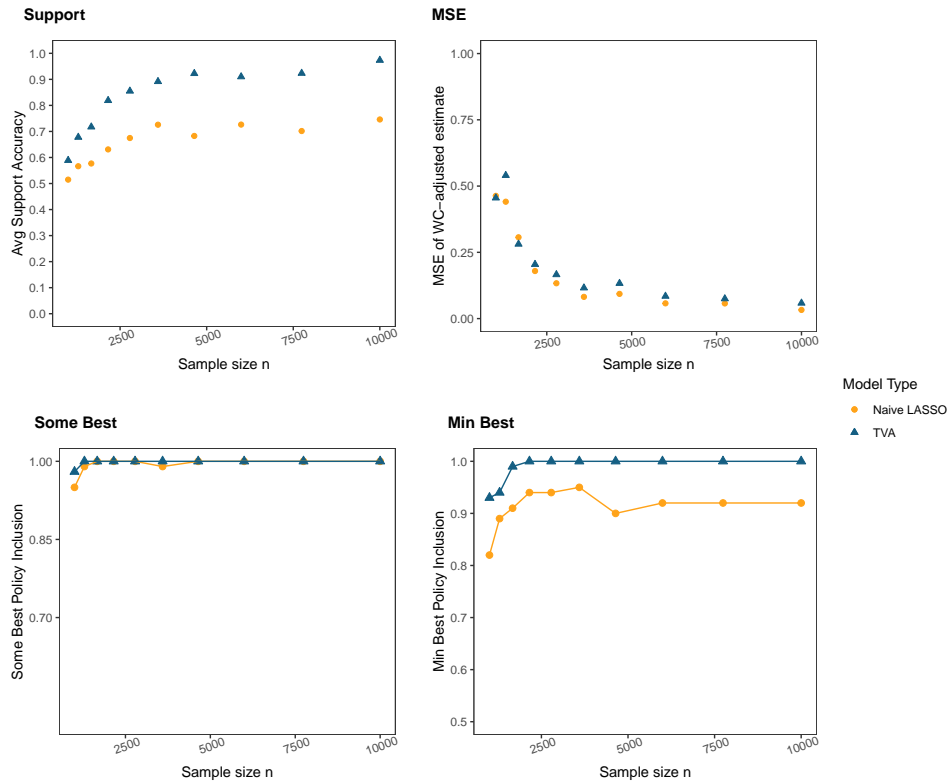 Support
Avg Support Accuracy
1.0
0.9
0.8
0.7
0.6
0.5
0.4
0.3
0.2
0.1
0.0
2500
5000
7500
10000
Sample size n
MSE
MSE of WC-adjusted estimate
1.00
0.75
0.50
0.25
0.00
2500
5000
7500
10000
Sample size n
Model Type
Naive LASSO
TVA
Some Best
Some Best Policy Inclusion
1.00
0.85
0.70
2500
5000
7500
10000
Sample size n
Min Best
Min Best Policy Inclusion
1.0
0.9
0.8
0.7
0.6
0.5
2500
5000
7500
10000
Sample size n